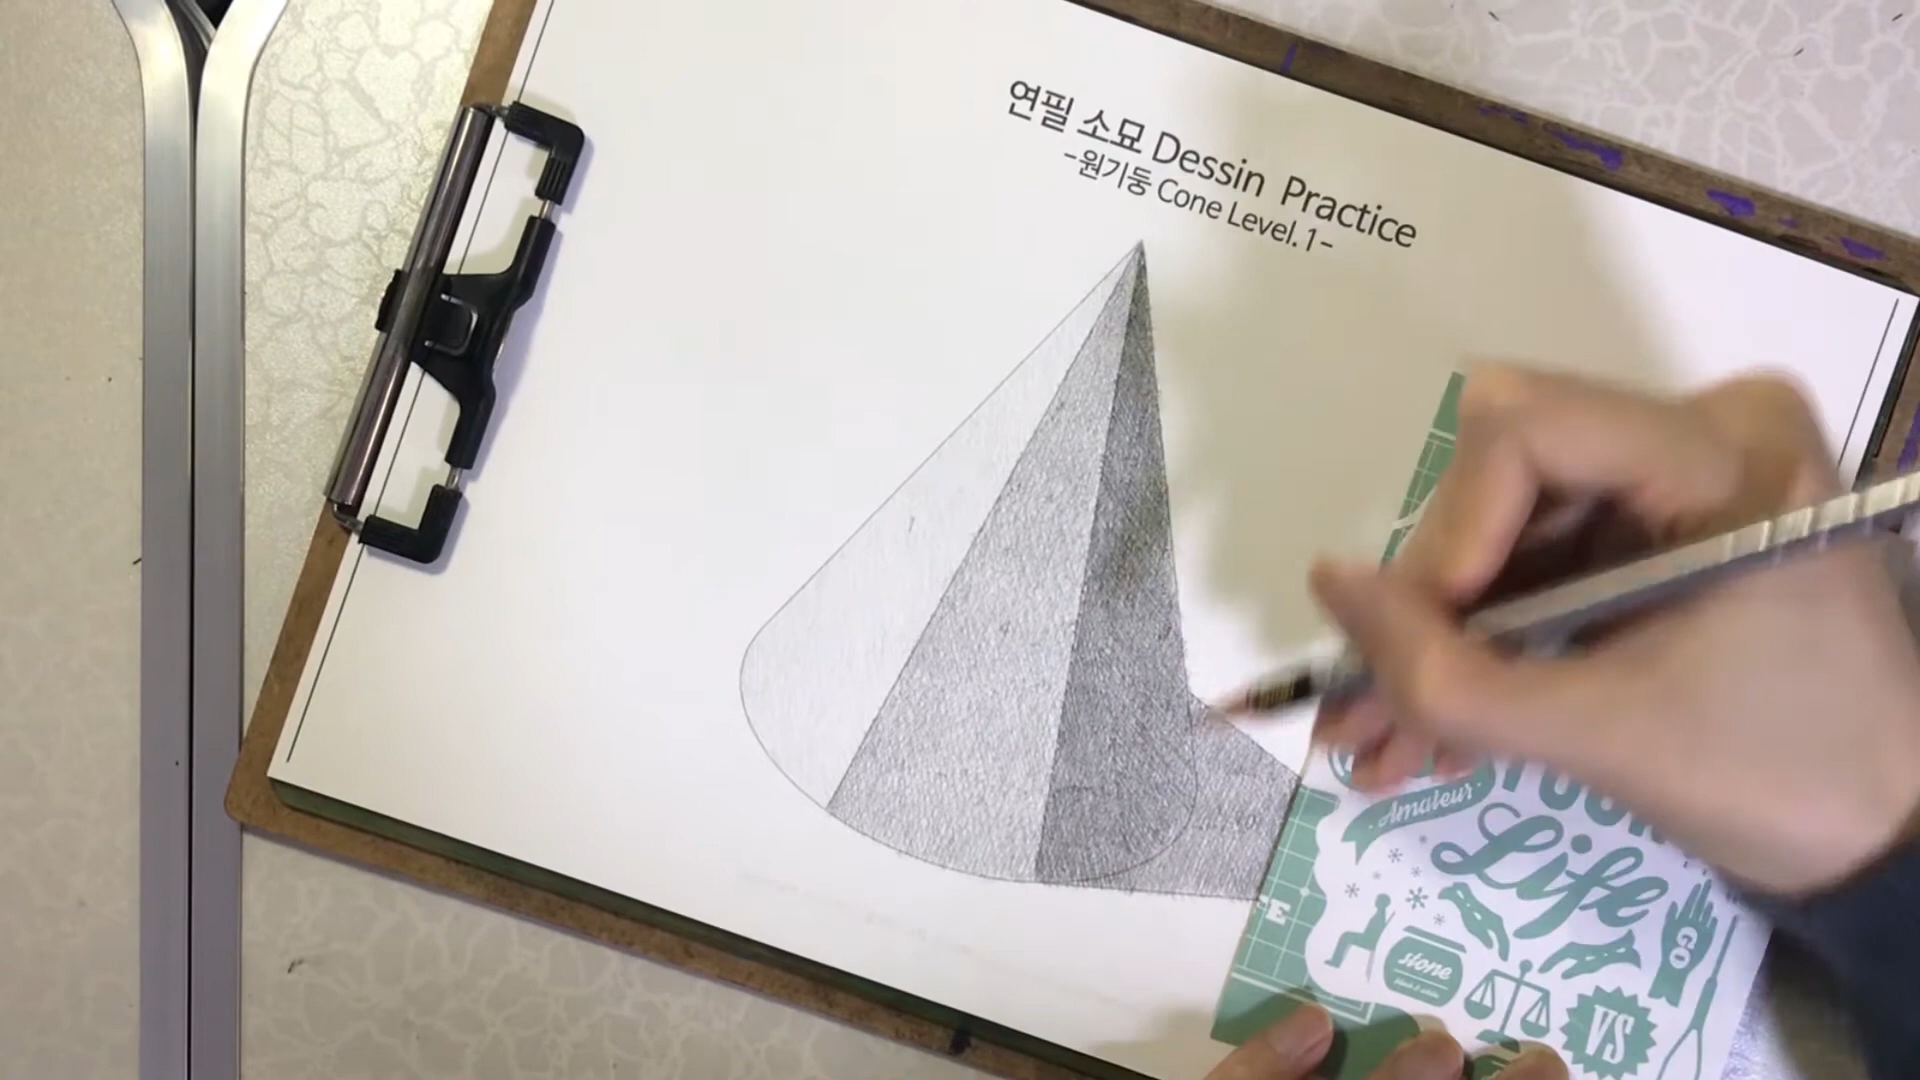 연필 소묘 Dessin Practice
-원기둥 Cone Level.1-
Amateur
Life
GO
stone
VS